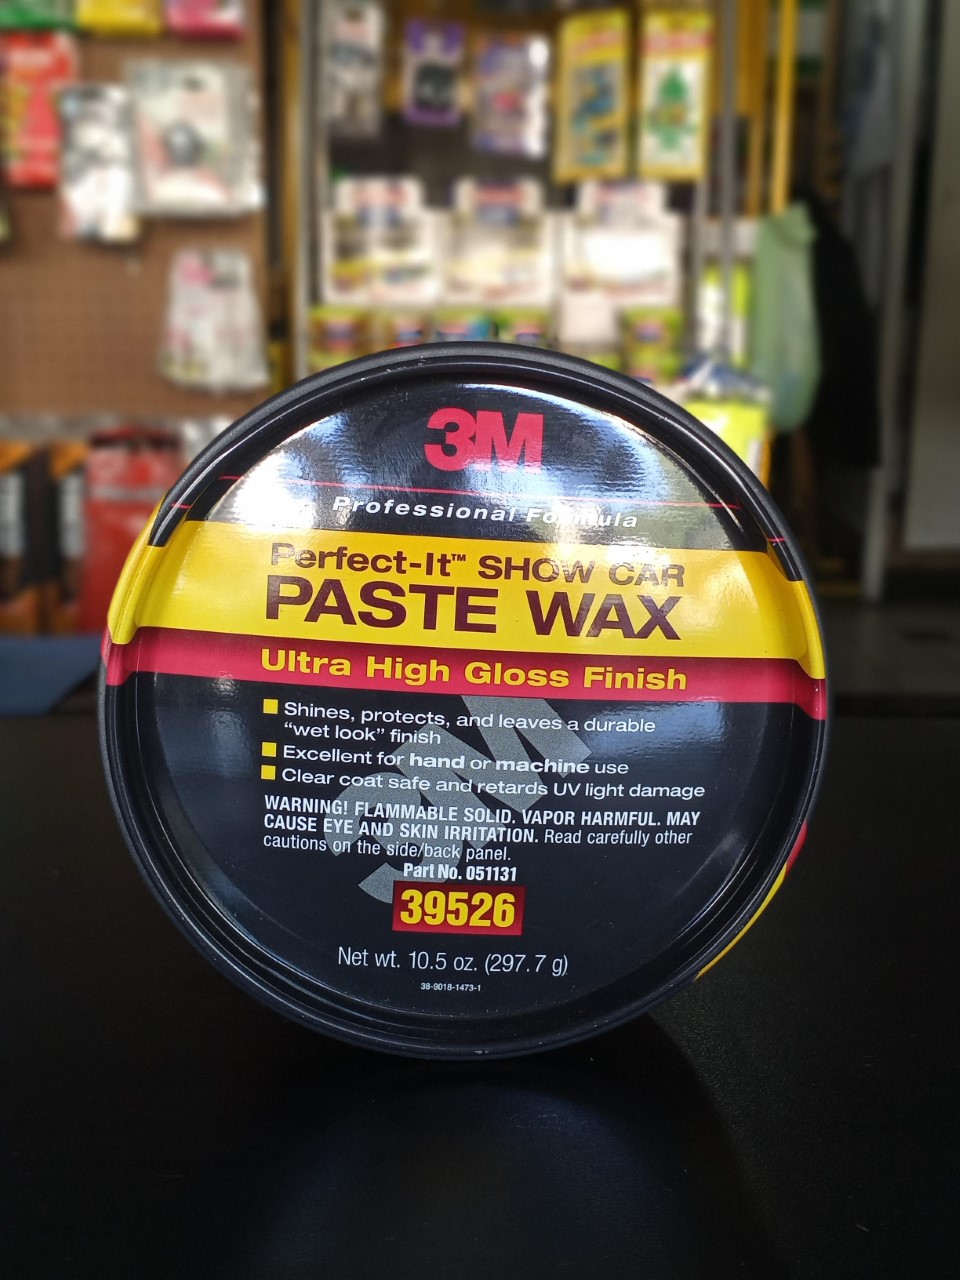 3M
Professional Formula
Perfect-It™ SHOW CAR
PASTE WAX
Ultra High Gloss Finish
Shines, protects, and leaves a durable
“wet look” finish
Excellent for hand or machine use
Clear coat safe and retards UV light damage
WARNING! FLAMMABLE SOLID. VAPOR HARMFUL. MAY
CAUSE EYE AND SKIN IRRITATION. Read carefully other
cautions on the side/back panel.
Part No. 051131
39526
Net wt. 10.5 oz. (297.7 g)
38-9018-1473-1
3M